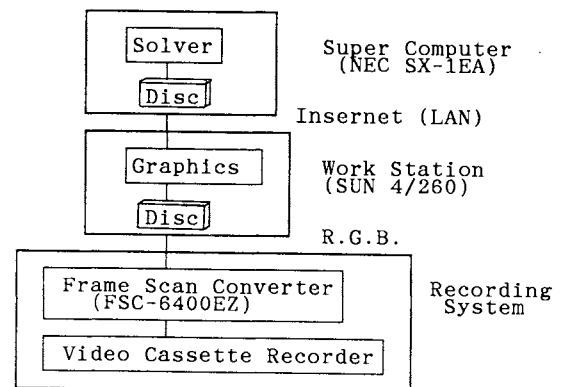 Solver
Super Computer
(NEC SX-1EA)
Disc
Insernet (LAN)
Graphics
Work Station
(SUN 4/260)
Disc
R.G.B.
Frame Scan Converter
(FSC-6400EZ)
Recording
System
Video Cassette Recorder